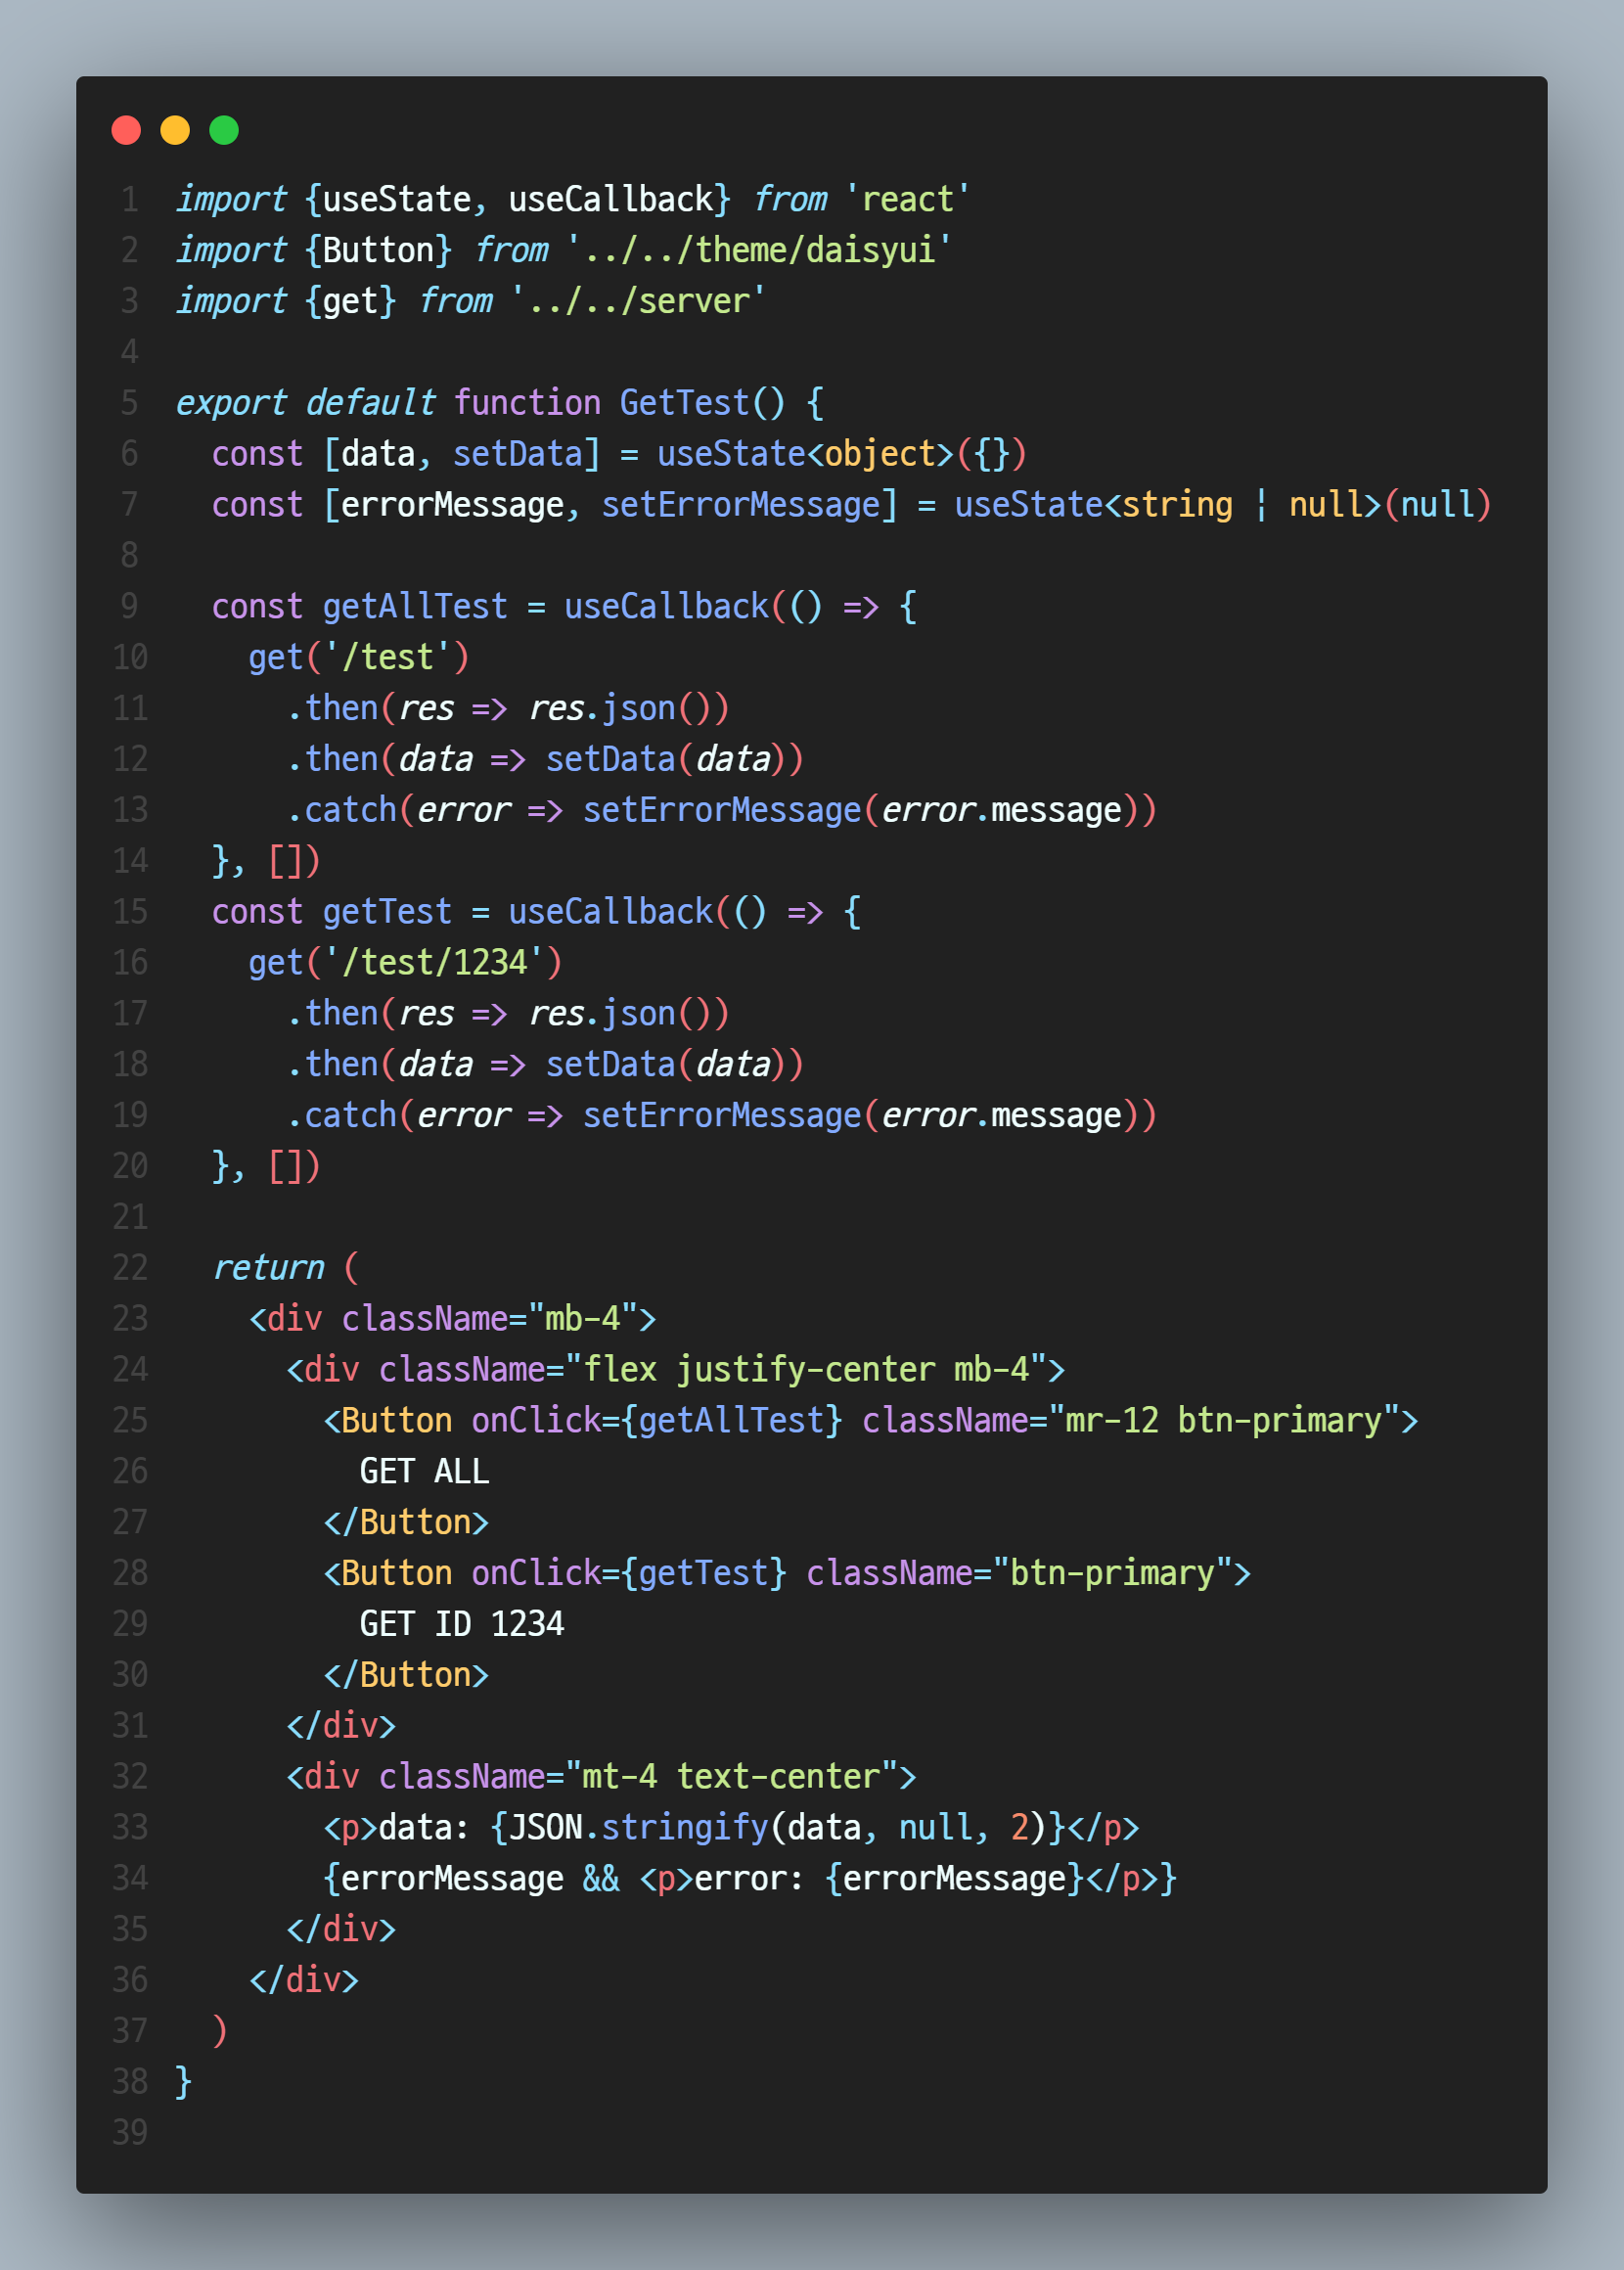 1 import {useState, useCallback} from 'react'
2 import {Button} from '../../theme/daisyui'
3 import {get} from '../../server'
4
5 export default function GetTest() {
6   const [data, setData] = useState<object>({})
7   const [errorMessage, setErrorMessage] = useState<string | null>(null)
8
9   const getAllTest = useCallback(() => {
10     get('/test')
11       .then(res => res.json())
12       .then(data => setData(data))
13       .catch(error => setErrorMessage(error.message))
14   }, [])
15   const getTest = useCallback(() => {
16     get('/test/1234')
17       .then(res => res.json())
18       .then(data => setData(data))
19       .catch(error => setErrorMessage(error.message))
20   }, [])
21
22   return (
23     <div className="mb-4">
24       <div className="flex justify-center mb-4">
25         <Button onClick={getAllTest} className="mr-12 btn-primary">
26           GET ALL
27         </Button>
28         <Button onClick={getTest} className="btn-primary">
29           GET ID 1234
30         </Button>
31       </div>
32       <div className="mt-4 text-center">
33         <p>data: {JSON.stringify(data, null, 2)}</p>
34         {errorMessage && <p>error: {errorMessage}</p>}
35       </div>
36     </div>
37   )
38 }
39